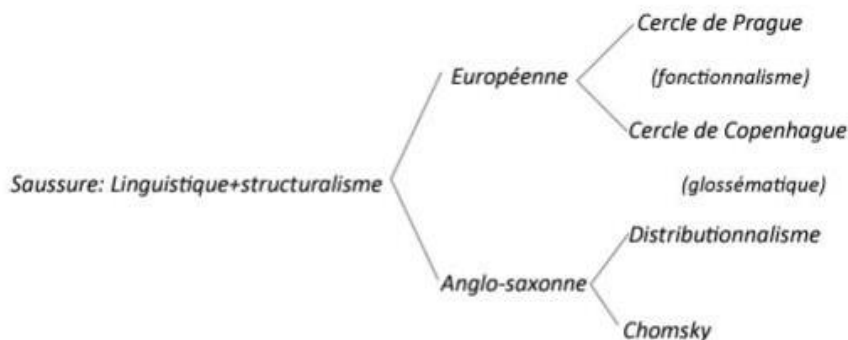 Cercle de Prague
Européenne
(fonctionnalisme)
Cercle de Copenhague
Saussure: Linguistique+structuralisme
(glossématique)
Distributionnalisme
Anglo-saxonne
Chomsky